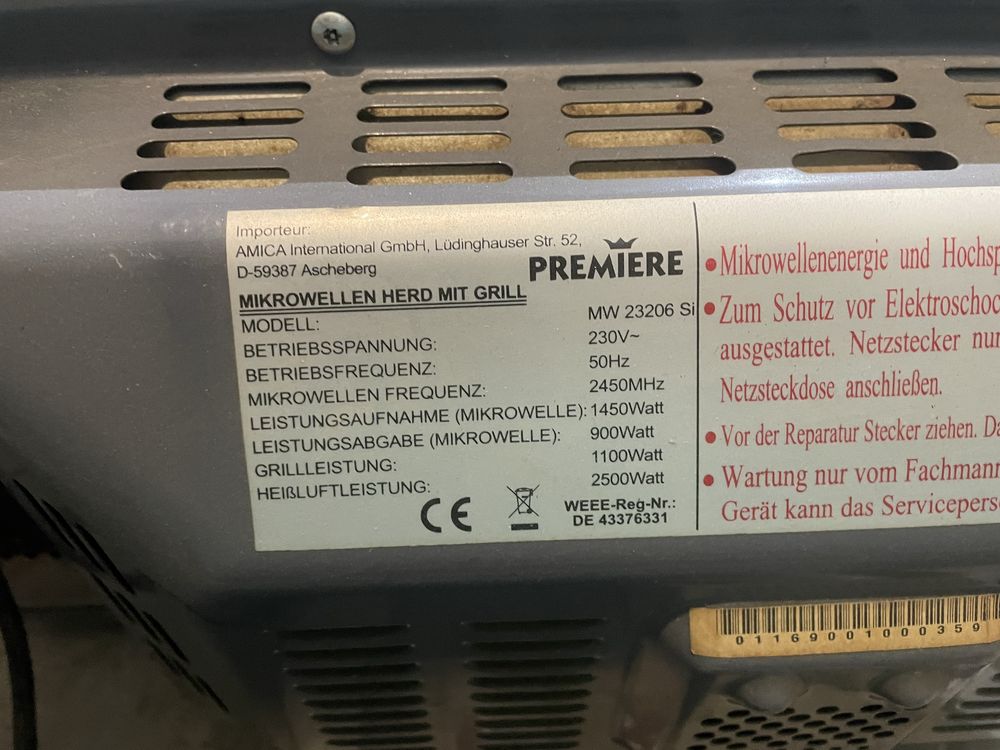 Importeur:
AMICA International GmbH, Lüdinghauser Str. 52,
D-59387 Ascheberg
PREMIERE
MIKROWELLEN HERD MIT GRILL
MODELL: MW 23206 Si
BETRIEBSSPANNUNG: 230V~
BETRIEBSFREQUENZ: 50Hz
MIKROWELLEN FREQUENZ: 2450MHz
LEISTUNGSAUFNAHME (MIKROWELLE): 1450Watt
LEISTUNGSABGABE (MIKROWELLE): 900Watt
GRILLLEISTUNG: 1100Watt
HEIßLUFTLEISTUNG: 2500Watt
CE
WEEE-Reg-Nr.:
DE 43376331
• Mikrowellenenergie und
• Zum Schutz vor
ausgestattet. Netzstecker
Netzsteckdose anschließen.
• Vor der Reparatur Stecker ziehen.
• Wartung nur vom
Gerät kann das
01169001000359